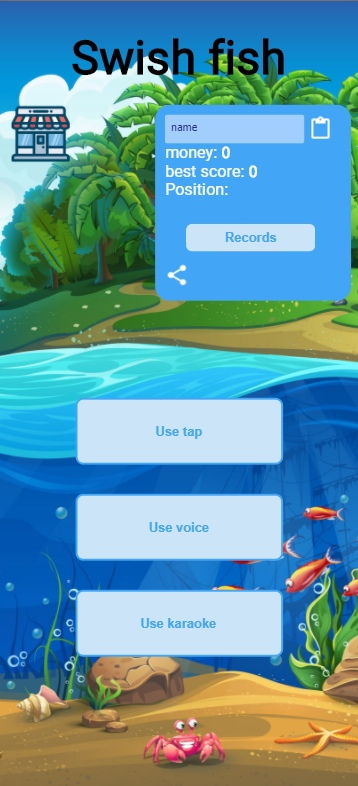 Swish fish
name
money: 0
best score: 0
Position:
Records
Use tap
Use voice
Use karaoke